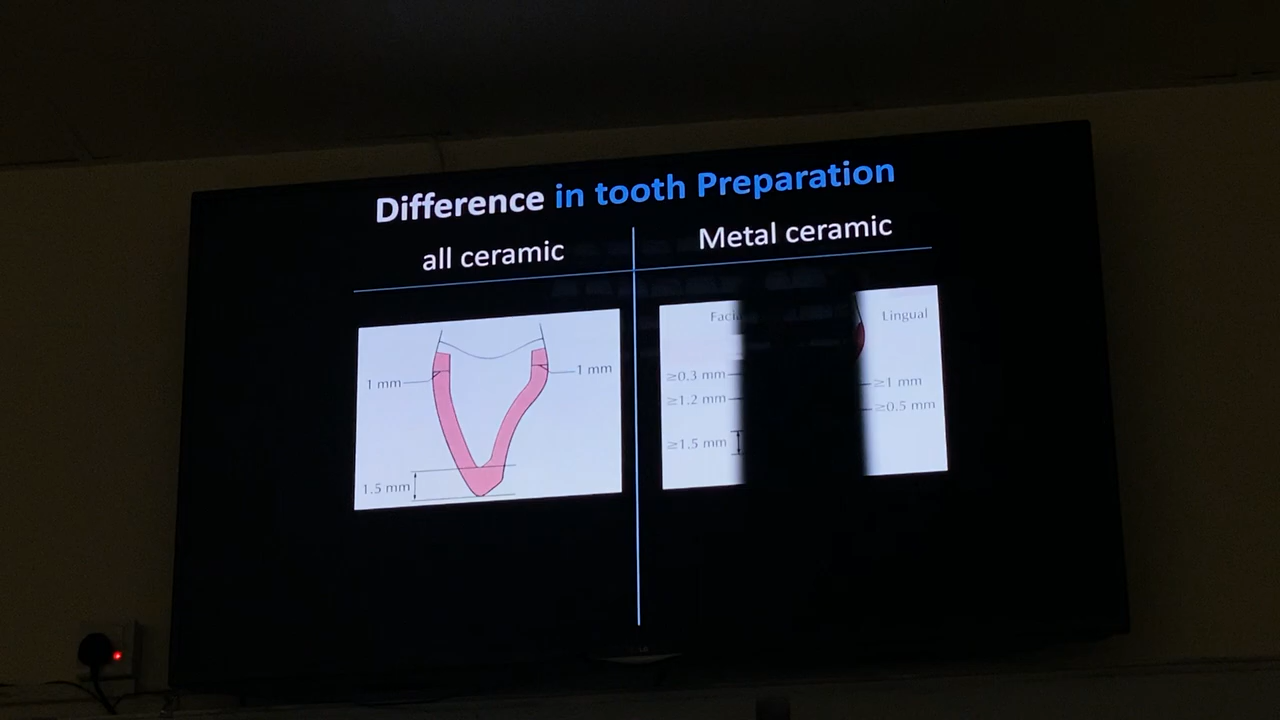 Difference in tooth Preparation
all ceramic
Metal ceramic
1 mm
1 mm
1.5 mm
Facia
Lingual
≥0.3 mm
≥1.2 mm
≥1.5 mm
≥1 mm
≥0.5 mm